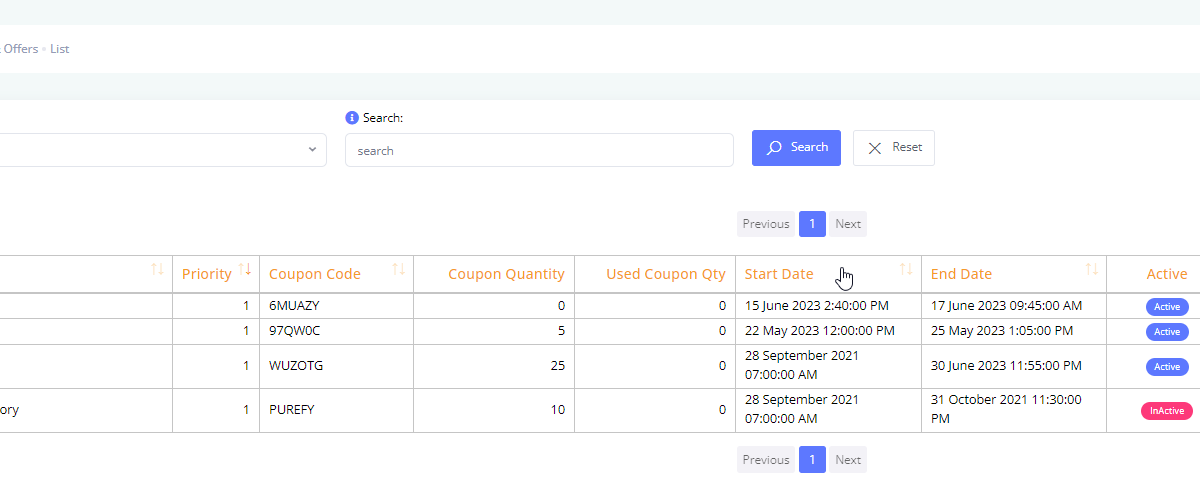 Offers • List
Search:
search
Search
Reset
Previous 1 Next
Priority Coupon Code Coupon Quantity Used Coupon Qty Start Date End Date Active
1 6MUAZY 0 0 15 June 2023 2:40:00 PM 17 June 2023 09:45:00 AM Active
1 97QW0C 5 0 22 May 2023 12:00:00 PM 25 May 2023 1:05:00 PM Active
1 WUZOTG 25 0 28 September 2021 07:00:00 AM 30 June 2023 11:55:00 PM Active
ory 1 PUREFY 10 0 28 September 2021 07:00:00 AM 31 October 2021 11:30:00 PM InActive
Previous 1 Next